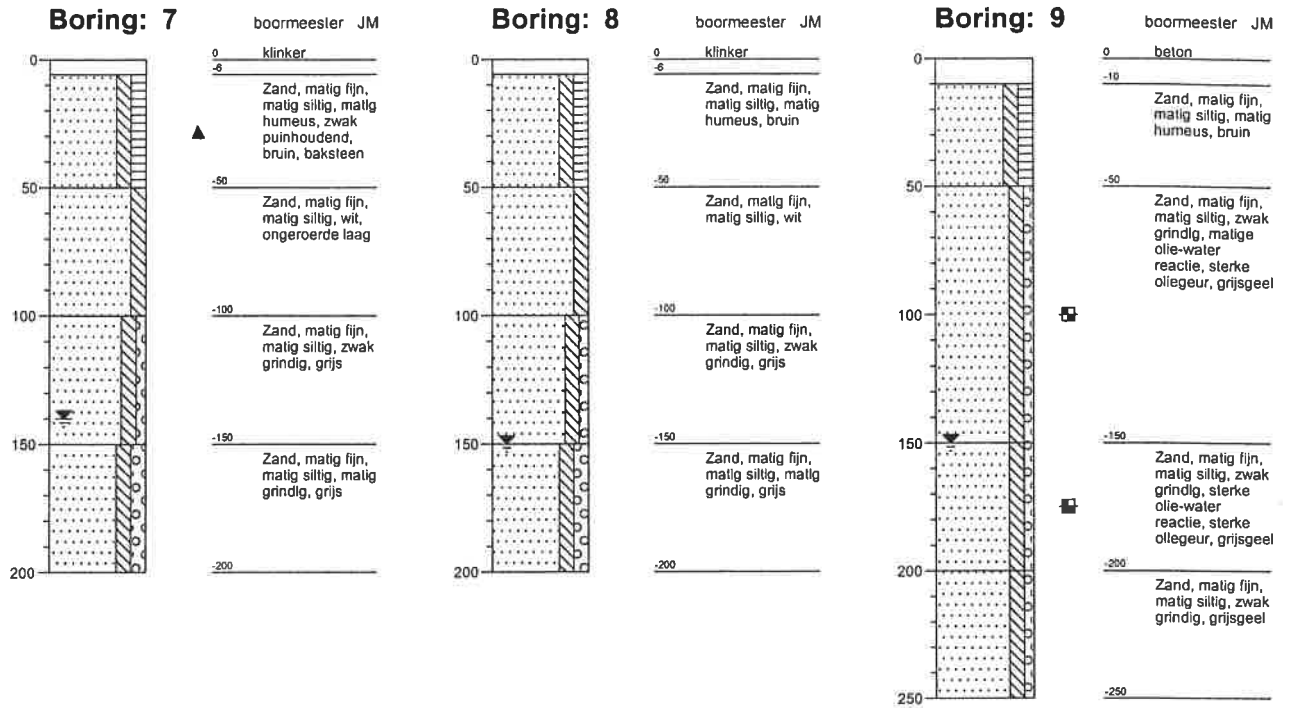 Boring: 7
boormeester JM
0
0
klinker
-6
Zand, matig fijn,
matig siltig, matig
humeus, zwak
puinhoudend,
bruin, baksteen
50
-50
Zand, matig fijn,
matig siltig, wit,
ongeroerde laag
100
-100
Zand, matig fijn,
matig siltig, zwak
grindig, grijs
150
-150
Zand, matig fijn,
matig siltig, matig
grindig, grijs
200
-200
Boring: 8
boormeester JM
0
0
klinker
-6
Zand, matig fijn,
matig siltig, matig
humeus, bruin
50
-50
Zand, matig fijn,
matig siltig, wit
100
-100
Zand, matig fijn,
matig siltig, zwak
grindig, grijs
150
-150
Zand, matig fijn,
matig siltig, matig
grindig, grijs
200
-200
Boring: 9
boormeester JM
0
0
beton
-10
Zand, matig fijn,
matig siltig, matig
humeus, bruin
50
-50
Zand, matig fijn,
matig siltig, zwak
grindig, matige
olie-water
reactie, sterke
oliegeur, grijsgeel
100
150
-150
Zand, matig fijn,
matig siltig, zwak
grindig, sterke
olie-water
reactie, sterke
oliegeur, grijsgeel
200
-200
Zand, matig fijn,
matig siltig, zwak
grindig, grijsgeel
250
-250